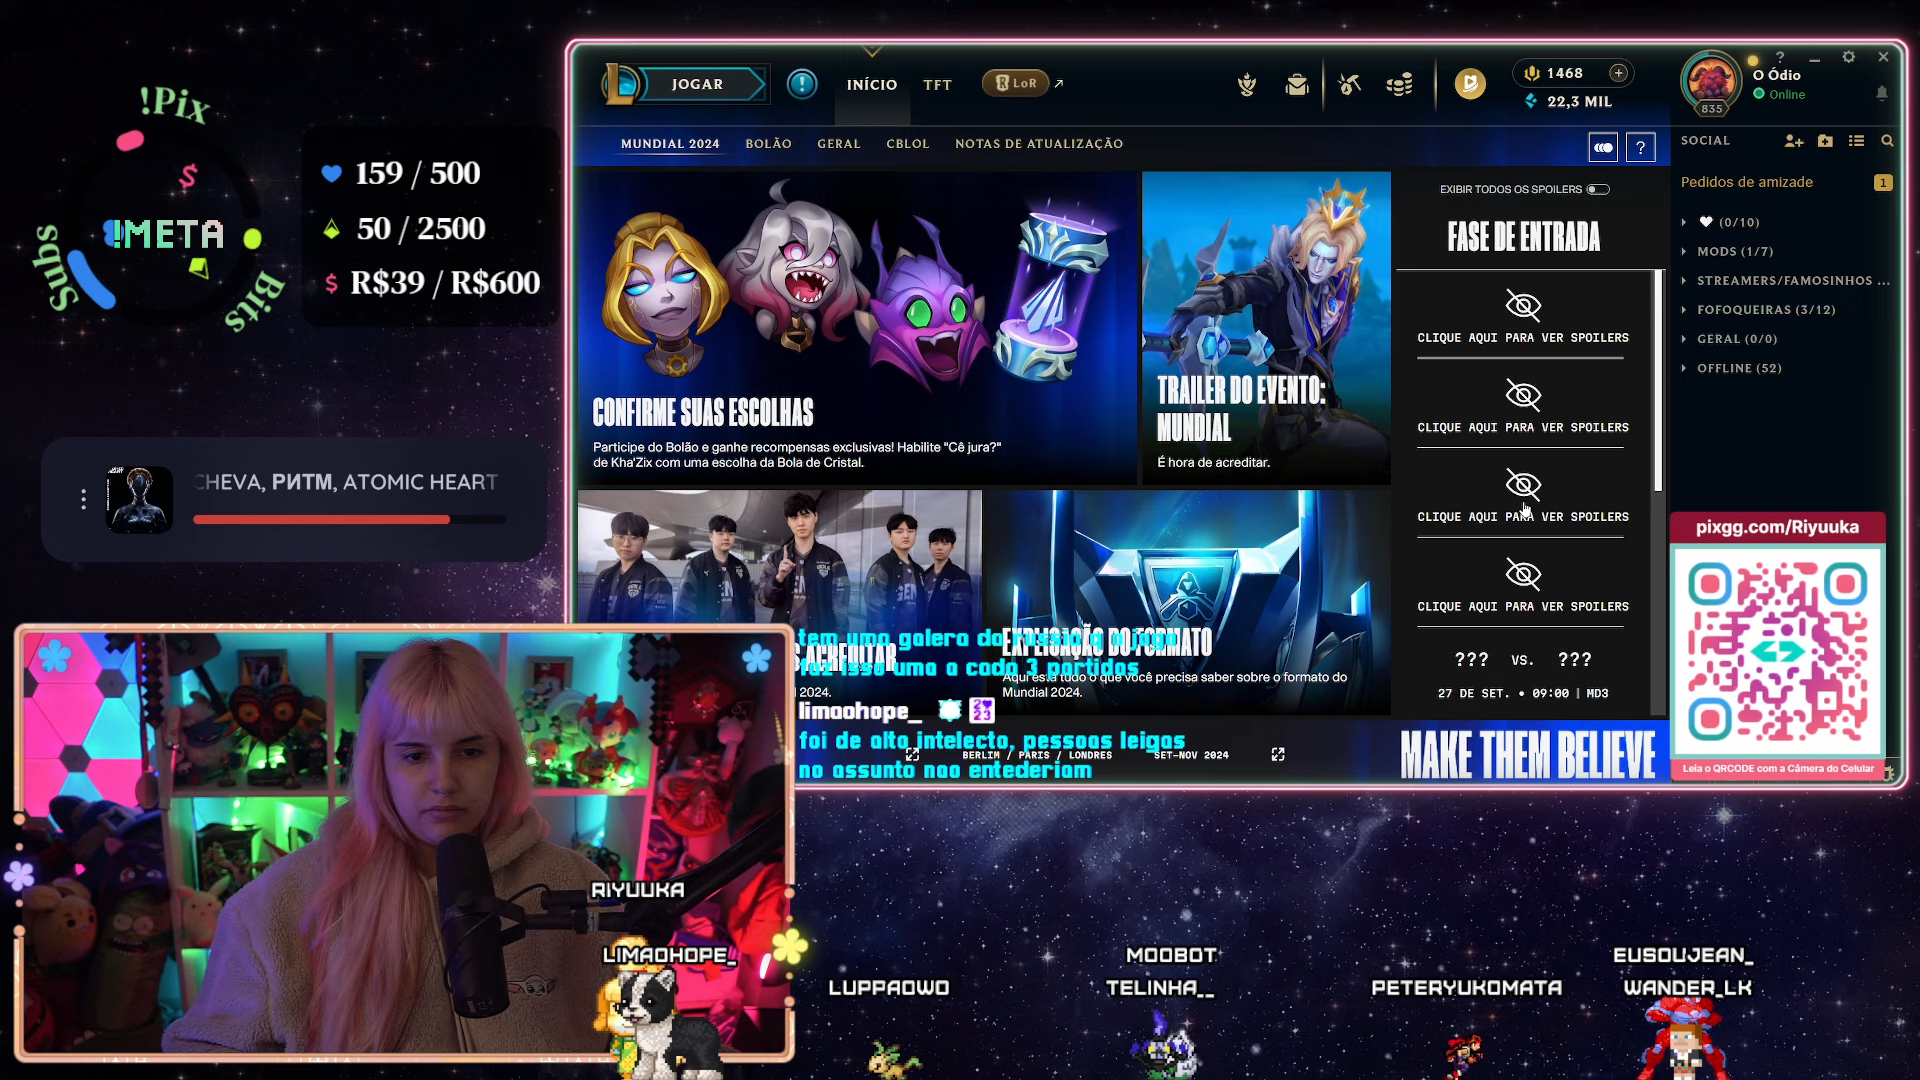 !Pix
Subs
!META
Bits
159 / 500
50 / 2500
R$39 / R$600
CHEVA, РИТМ, ATOMIC HEART
JOGAR
INÍCIO
TFT
LoR
1468
22,3 MIL
835
O Ódio
Online
MUNDIAL 2024
BOLÃO
GERAL
CBLOL
NOTAS DE ATUALIZAÇÃO
?
CONFIRME SUAS ESCOLHAS
Participe do Bolão e ganhe recompensas exclusivas! Habilite "Cê jura?"
de Kha'Zix com uma escolha da Bola de Cristal.
TRAILER DO EVENTO:
MUNDIAL
É hora de acreditar.
EXIBIR TODOS OS SPOILERS
FASE DE ENTRADA
CLIQUE AQUI PARA VER SPOILERS
CLIQUE AQUI PARA VER SPOILERS
CLIQUE AQUI PARA VER SPOILERS
CLIQUE AQUI PARA VER SPOILERS
??? VS. ???
27 DE SET. • 09:00 | MD3
EXPLICAÇÃO DO FORMATO
Aqui está tudo o que você precisa saber sobre o formato do
Mundial 2024.
2024.
BERLIM / PARIS / LONDRES
SET-NOV 2024
MAKE THEM BELIEVE
SOCIAL
Pedidos de amizade
1
(0/10)
MODS (1/7)
STREAMERS/FAMOSINHOS ...
FOFOQUEIRAS (3/12)
GERAL (0/0)
OFFLINE (52)
pixgg.com/Riyuuka
Leia o QRCODE com a Câmera do Celular
tem uma galera da russia q a jogo
faz isso uma a cada 3 partidas
limaohope_
foi de alto intelecto, pessoas leigas
no assunto nao entederiam
RIYUUKA
LIMAOHOPE_
LUPPAOWO
MOOBOT
TELINHA__
PETERYUKOMATA
EUSOUJEAN_
WANDER_LK